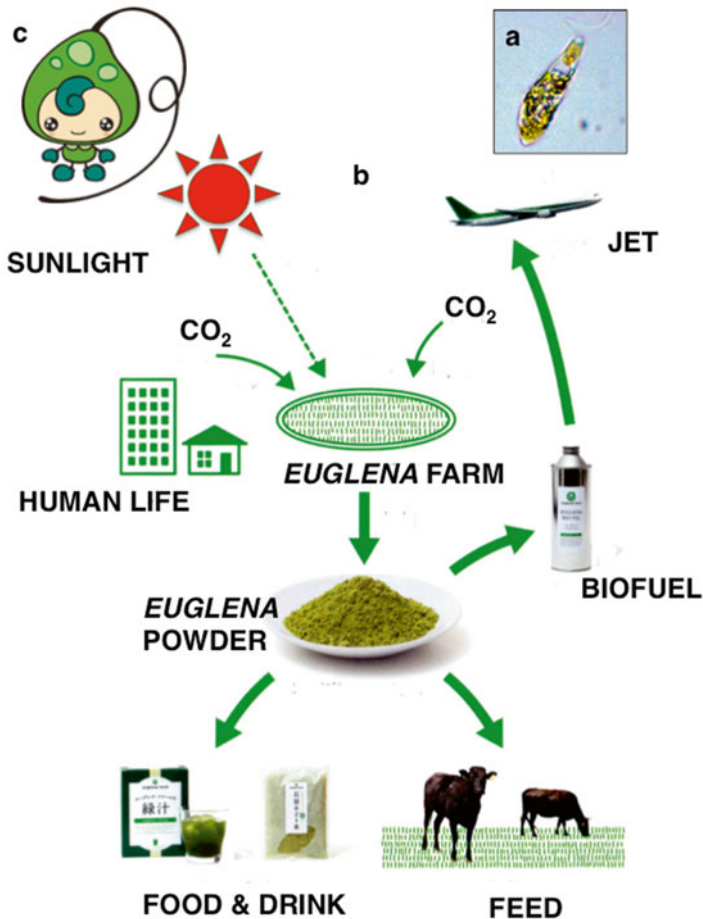 c
a
b
JET
SUNLIGHT
CO₂
CO₂
HUMAN LIFE
EUGLENA FARM
BIOFUEL
EUGLENA
POWDER
緑汁
FOOD & DRINK
FEED